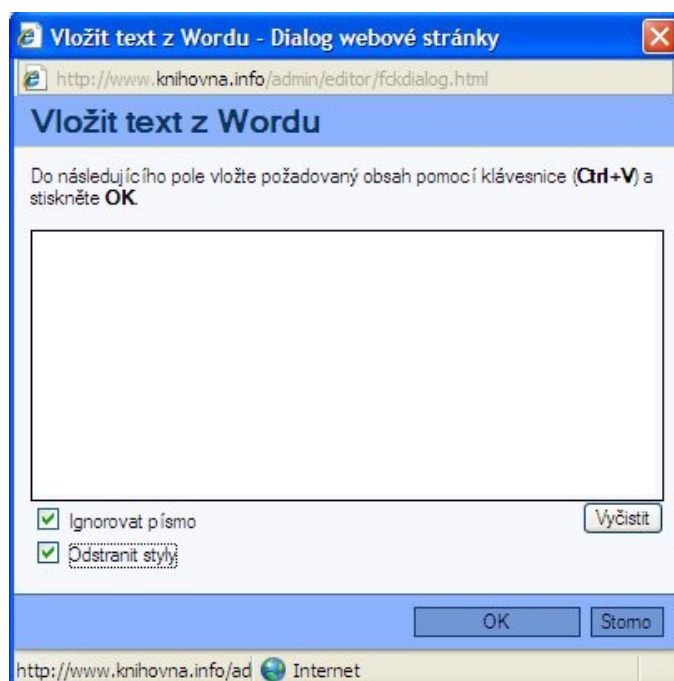 Vložit text z Wordu - Dialog webové stránky
http://www.knihovna.info/admin/editor/fckdialog.html
Vložit text z Wordu
Do následujícího pole vložte požadovaný obsah pomocí klávesnice (Ctrl+V) a
stiskněte OK.
Ignorovat písmo
Vyčistit
Odstranit styly
OK
Storno
http://www.knihovna.info/ad
Internet